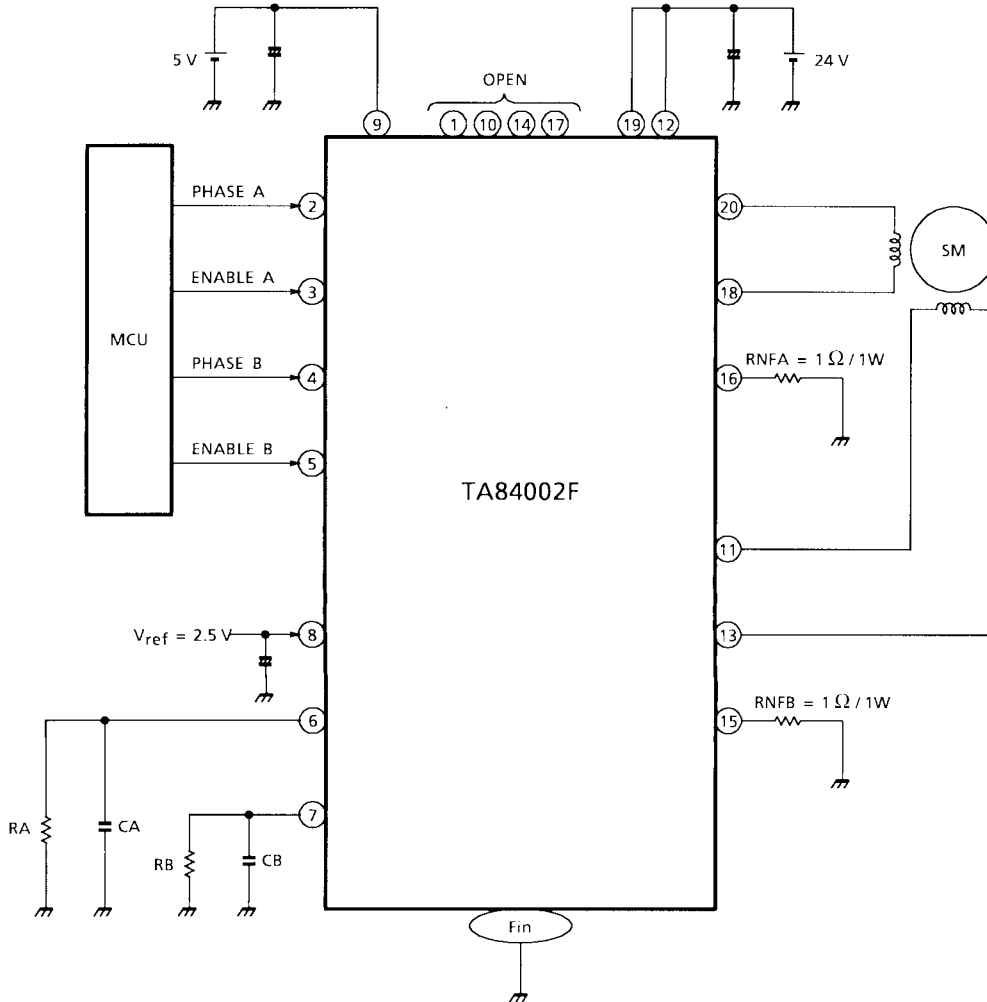 5 V
24 V
OPEN
9
1
10
14
17
19
12
PHASE A
2
20
SM
ENABLE A
3
18
MCU
RNFA = 1 Ω / 1W
PHASE B
4
16
ENABLE B
5
TA84002F
11
Vref = 2.5 V
8
13
RNFB = 1 Ω / 1W
6
15
RA
CA
7
RB
CB
Fin